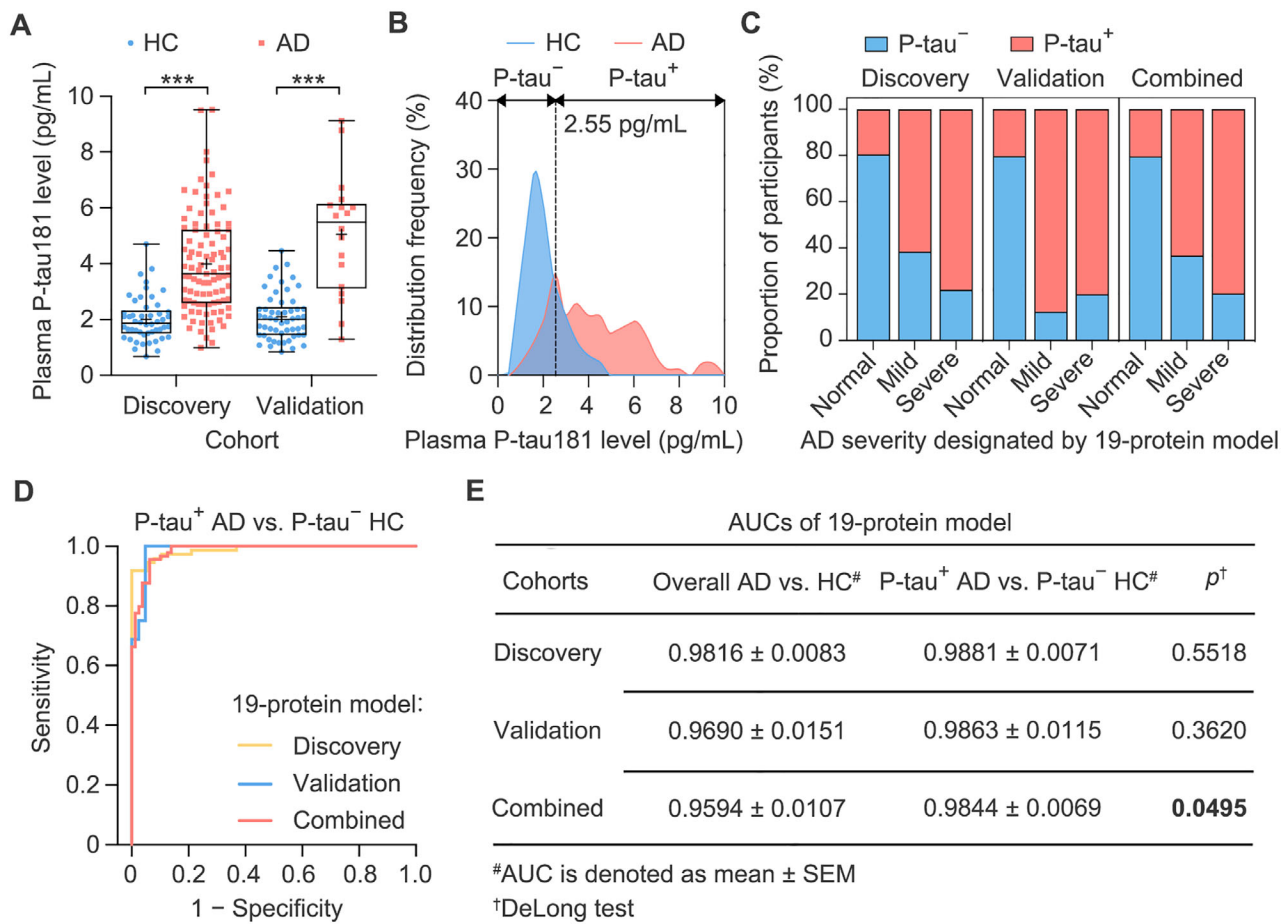 A
HC AD
Plasma P-tau181 level (pg/mL)
10
8
6
4
2
0
*** ***
Discovery Validation
Cohort
B
HC AD
P-tau⁻ P-tau⁺
2.55 pg/mL
Distribution frequency (%)
40
30
20
10
0
0 2 4 6 8 10
Plasma P-tau181 level (pg/mL)
C
P-tau⁻ P-tau⁺
Discovery Validation Combined
Proportion of participants (%)
100
80
60
40
20
0
Normal Mild Severe Normal Mild Severe Normal Mild Severe
AD severity designated by 19-protein model
D
P-tau⁺ AD vs. P-tau⁻ HC
Sensitivity
1.0
0.8
0.6
0.4
0.2
0
19-protein model:
Discovery
Validation
Combined
0 0.2 0.4 0.6 0.8 1.0
1 − Specificity
E
AUCs of 19-protein model
Cohorts Overall AD vs. HC# P-tau⁺ AD vs. P-tau⁻ HC# p†
Discovery 0.9816 ± 0.0083 0.9881 ± 0.0071 0.5518
Validation 0.9690 ± 0.0151 0.9863 ± 0.0115 0.3620
Combined 0.9594 ± 0.0107 0.9844 ± 0.0069 0.0495
#AUC is denoted as mean ± SEM
†DeLong test